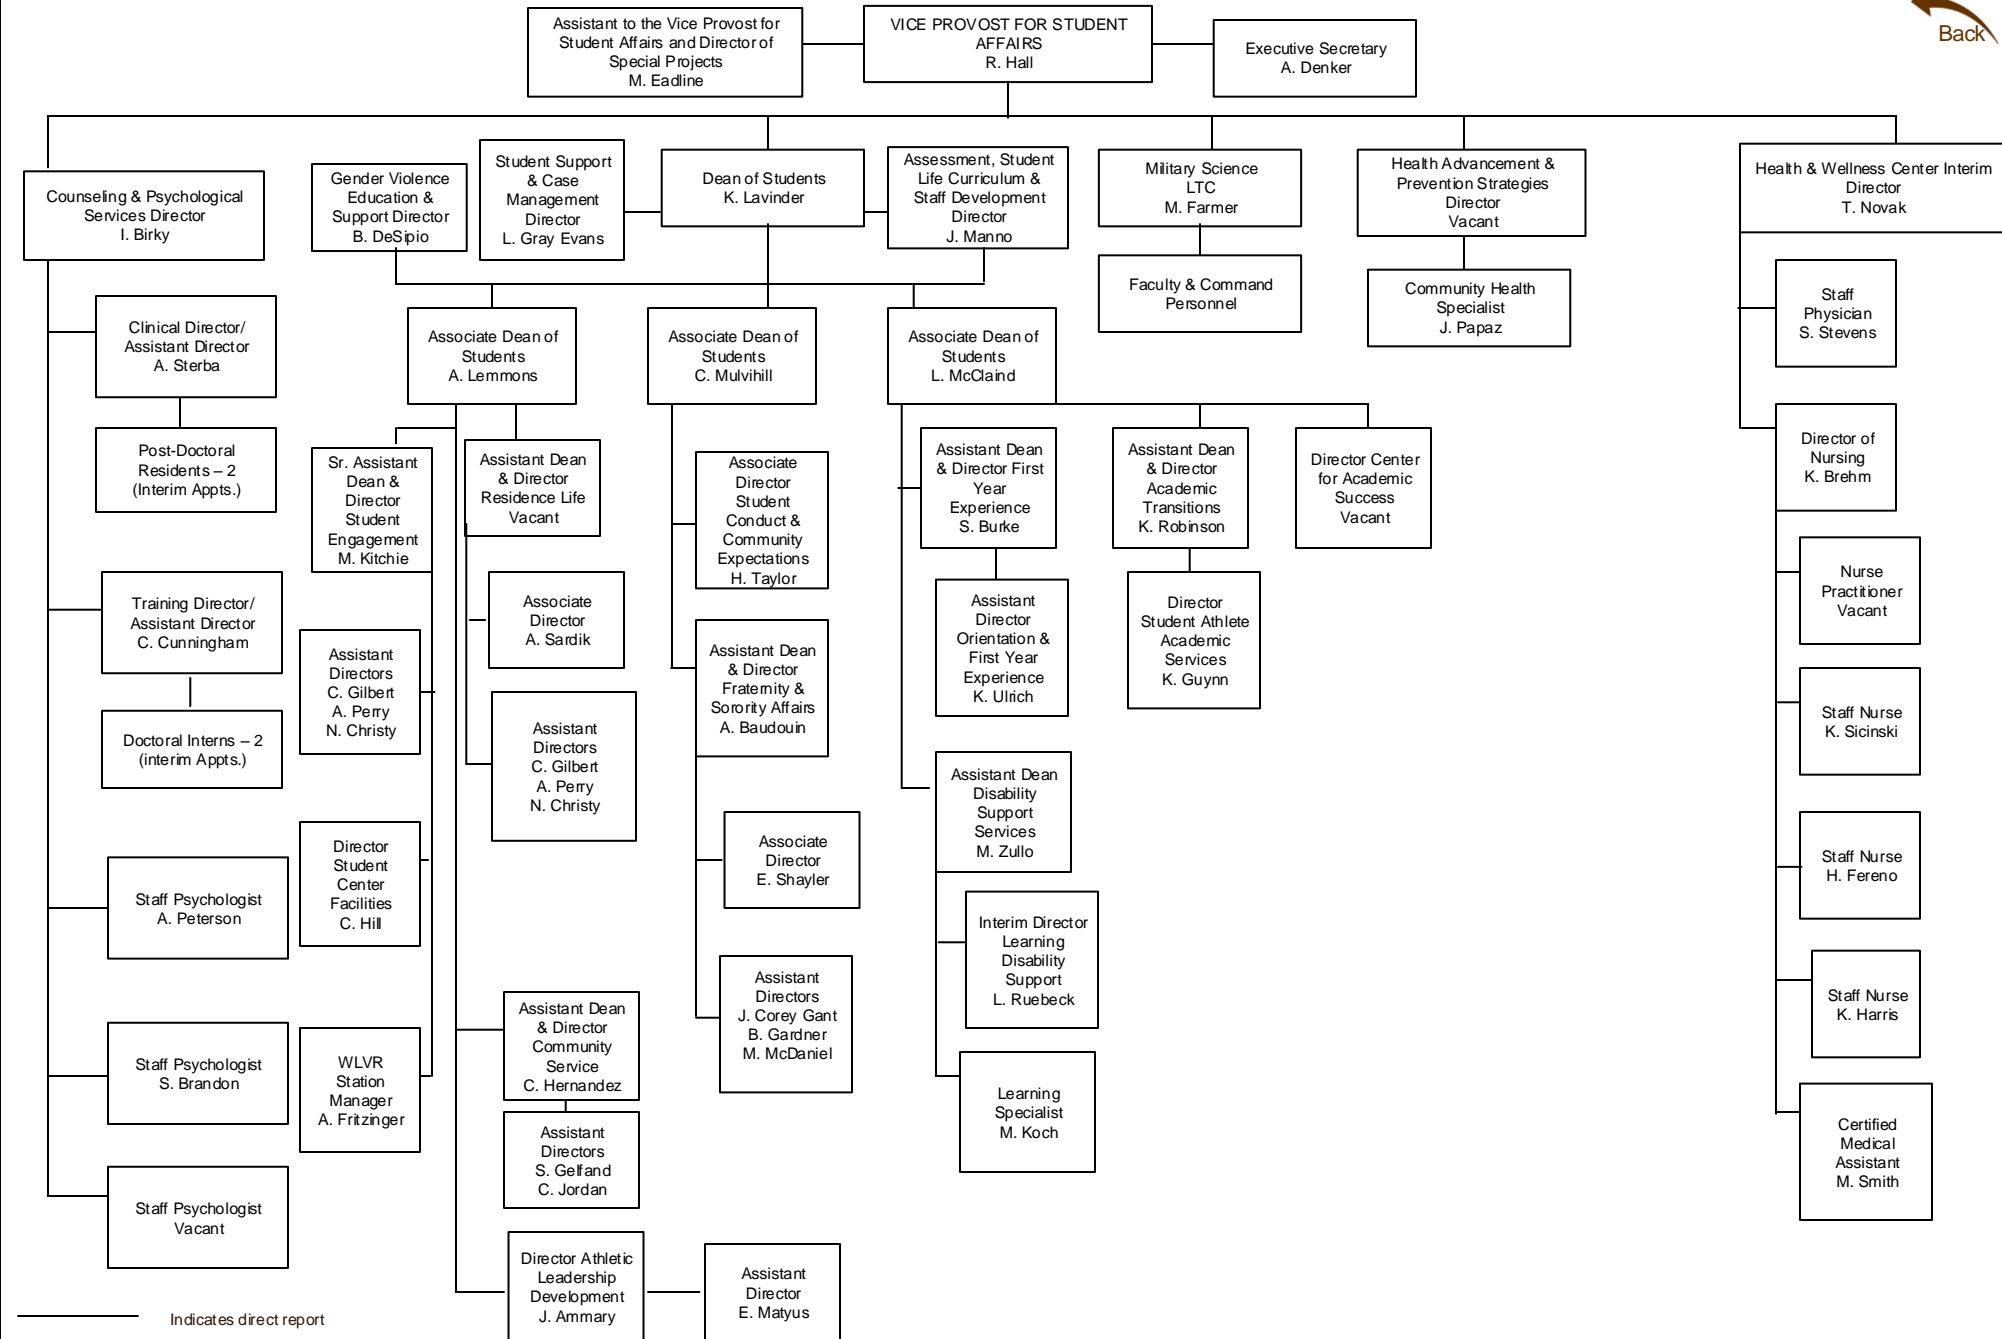 Assistant to the Vice Provost for
Student Affairs and Director of
Special Projects
M. Eadline
VICE PROVOST FOR STUDENT
AFFAIRS
R. Hall
Executive Secretary
A. Denker
Back
Counseling & Psychological
Services Director
I. Birky
Gender Violence
Education &
Support Director
B. DeSipio
Student Support
& Case
Management
Director
L. Gray Evans
Dean of Students
K. Lavinder
Assessment, Student
Life Curriculum &
Staff Development
Director
J. Manno
Military Science
LTC
M. Farmer
Health Advancement &
Prevention Strategies
Director
Vacant
Health & Wellness Center Interim
Director
T. Novak
Faculty & Command
Personnel
Community Health
Specialist
J. Papaz
Staff
Physician
S. Stevens
Clinical Director/
Assistant Director
A. Sterba
Associate Dean of
Students
A. Lemmons
Associate Dean of
Students
C. Mulvihill
Associate Dean of
Students
L. McClaind
Post-Doctoral
Residents – 2
(Interim Appts.)
Sr. Assistant
Dean &
Director
Student
Engagement
M. Kitchie
Assistant Dean
& Director
Residence Life
Vacant
Associate
Director
Student
Conduct &
Community
Expectations
H. Taylor
Assistant Dean
& Director First
Year
Experience
S. Burke
Assistant Dean
& Director
Academic
Transitions
K. Robinson
Director Center
for Academic
Success
Vacant
Director of
Nursing
K. Brehm
Training Director/
Assistant Director
C. Cunningham
Associate
Director
A. Sardik
Assistant
Director
Orientation &
First Year
Experience
K. Ulrich
Director
Student Athlete
Academic
Services
K. Guynn
Nurse
Practitioner
Vacant
Assistant
Directors
C. Gilbert
A. Perry
N. Christy
Assistant Dean
& Director
Fraternity &
Sorority Affairs
A. Baudouin
Staff Nurse
K. Sicinski
Doctoral Interns – 2
(interim Appts.)
Assistant
Directors
C. Gilbert
A. Perry
N. Christy
Assistant Dean
Disability
Support
Services
M. Zullo
Director
Student
Center
Facilities
C. Hill
Associate
Director
E. Shayler
Staff Nurse
H. Fereno
Staff Psychologist
A. Peterson
Interim Director
Learning
Disability
Support
L. Ruebeck
Assistant
Directors
J. Corey Gant
B. Gardner
M. McDaniel
Staff Nurse
K. Harris
Assistant Dean
& Director
Community
Service
C. Hernandez
Staff Psychologist
S. Brandon
WLVR
Station
Manager
A. Fritzinger
Learning
Specialist
M. Koch
Certified
Medical
Assistant
M. Smith
Assistant
Directors
S. Gelfand
C. Jordan
Staff Psychologist
Vacant
Director Athletic
Leadership
Development
J. Ammary
Assistant
Director
E. Matyus
Indicates direct report